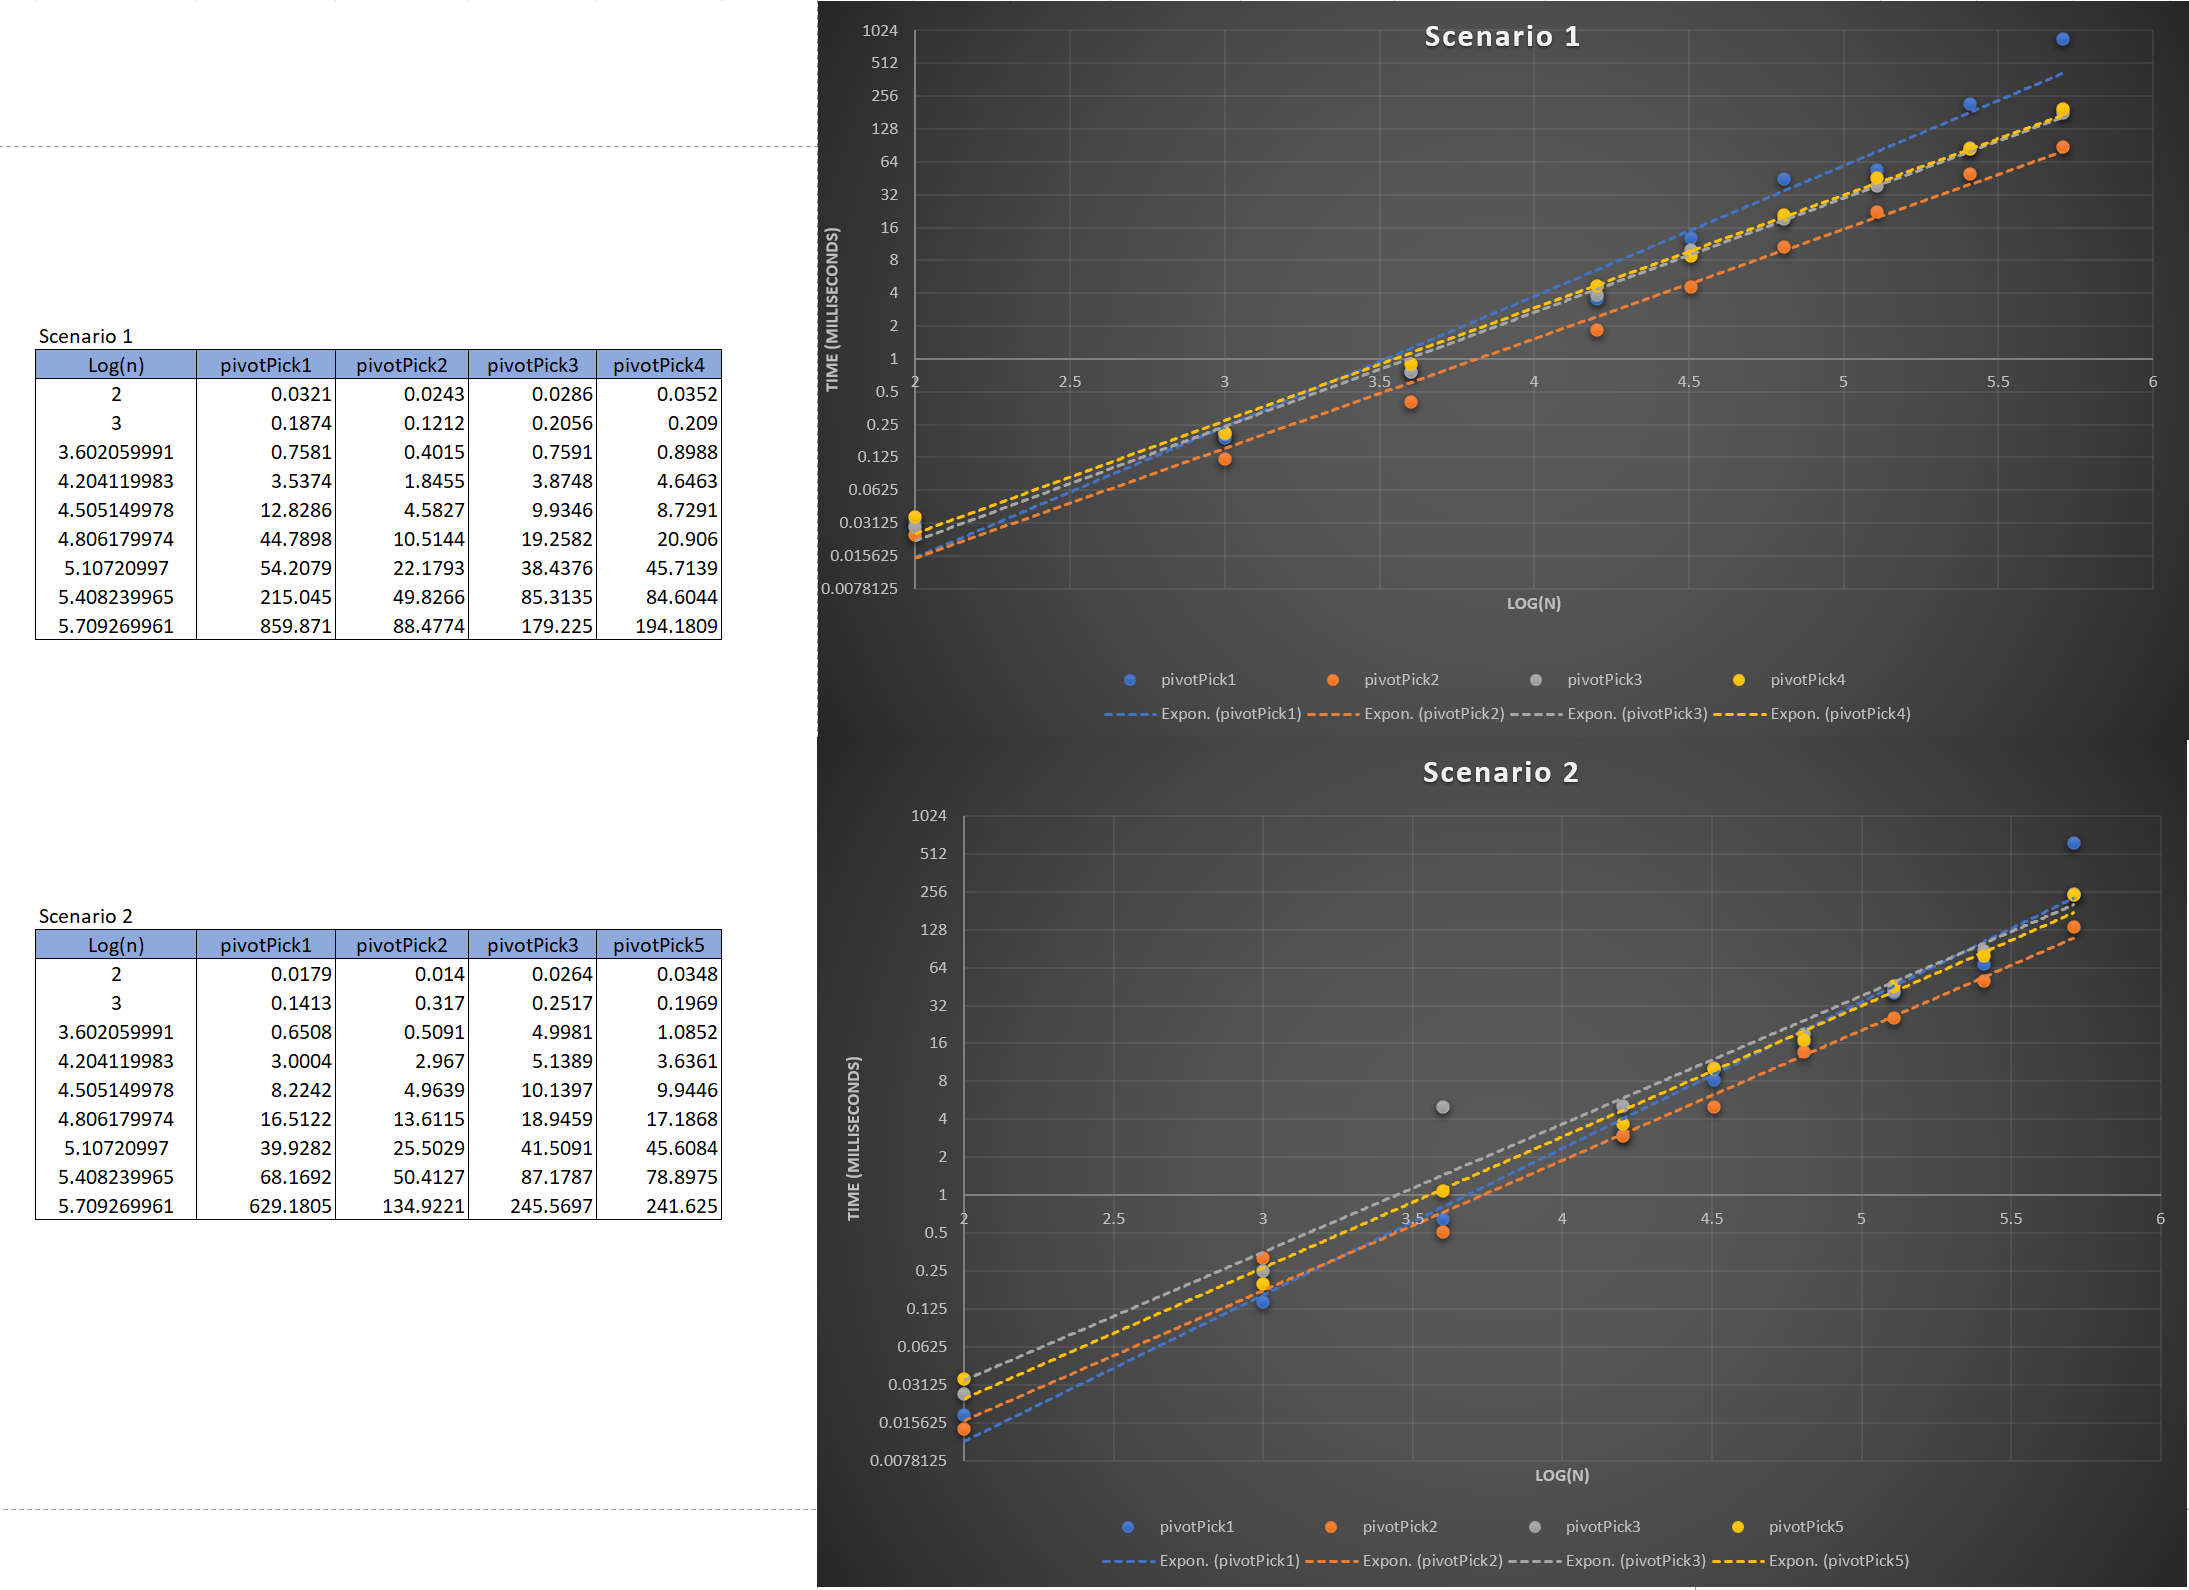 Scenario 1
Log(n) pivotPick1 pivotPick2 pivotPick3 pivotPick4
2 0.0321 0.0243 0.0286 0.0352
3 0.1874 0.1212 0.2056 0.209
3.602059991 0.7581 0.4015 0.7591 0.8988
4.204119983 3.5374 1.8455 3.8748 4.6463
4.505149978 12.8286 4.5827 9.9346 8.7291
4.806179974 44.7898 10.5144 19.2582 20.906
5.10720997 54.2079 22.1793 38.4376 45.7139
5.408239965 215.045 49.8266 85.3135 84.6044
5.709269961 859.871 88.4774 179.225 194.1809
Scenario 1
TIME (MILLISECONDS)
1024
512
256
128
64
32
16
8
4
2
1
0.5
0.25
0.125
0.0625
0.03125
0.015625
0.0078125
2 2.5 3 3.5 4 4.5 5 5.5 6
LOG(N)
pivotPick1 pivotPick2 pivotPick3 pivotPick4
Expon. (pivotPick1) Expon. (pivotPick2) Expon. (pivotPick3) Expon. (pivotPick4)
Scenario 2
Log(n) pivotPick1 pivotPick2 pivotPick3 pivotPick5
2 0.0179 0.014 0.0264 0.0348
3 0.1413 0.317 0.2517 0.1969
3.602059991 0.6508 0.5091 4.9981 1.0852
4.204119983 3.0004 2.967 5.1389 3.6361
4.505149978 8.2242 4.9639 10.1397 9.9446
4.806179974 16.5122 13.6115 18.9459 17.1868
5.10720997 39.9282 25.5029 41.5091 45.6084
5.408239965 68.1692 50.4127 87.1787 78.8975
5.709269961 629.1805 134.9221 245.5697 241.625
Scenario 2
TIME (MILLISECONDS)
1024
512
256
128
64
32
16
8
4
2
1
0.5
0.25
0.125
0.0625
0.03125
0.015625
0.0078125
2 2.5 3 3.5 4 4.5 5 5.5 6
LOG(N)
pivotPick1 pivotPick2 pivotPick3 pivotPick5
Expon. (pivotPick1) Expon. (pivotPick2) Expon. (pivotPick3) Expon. (pivotPick5)